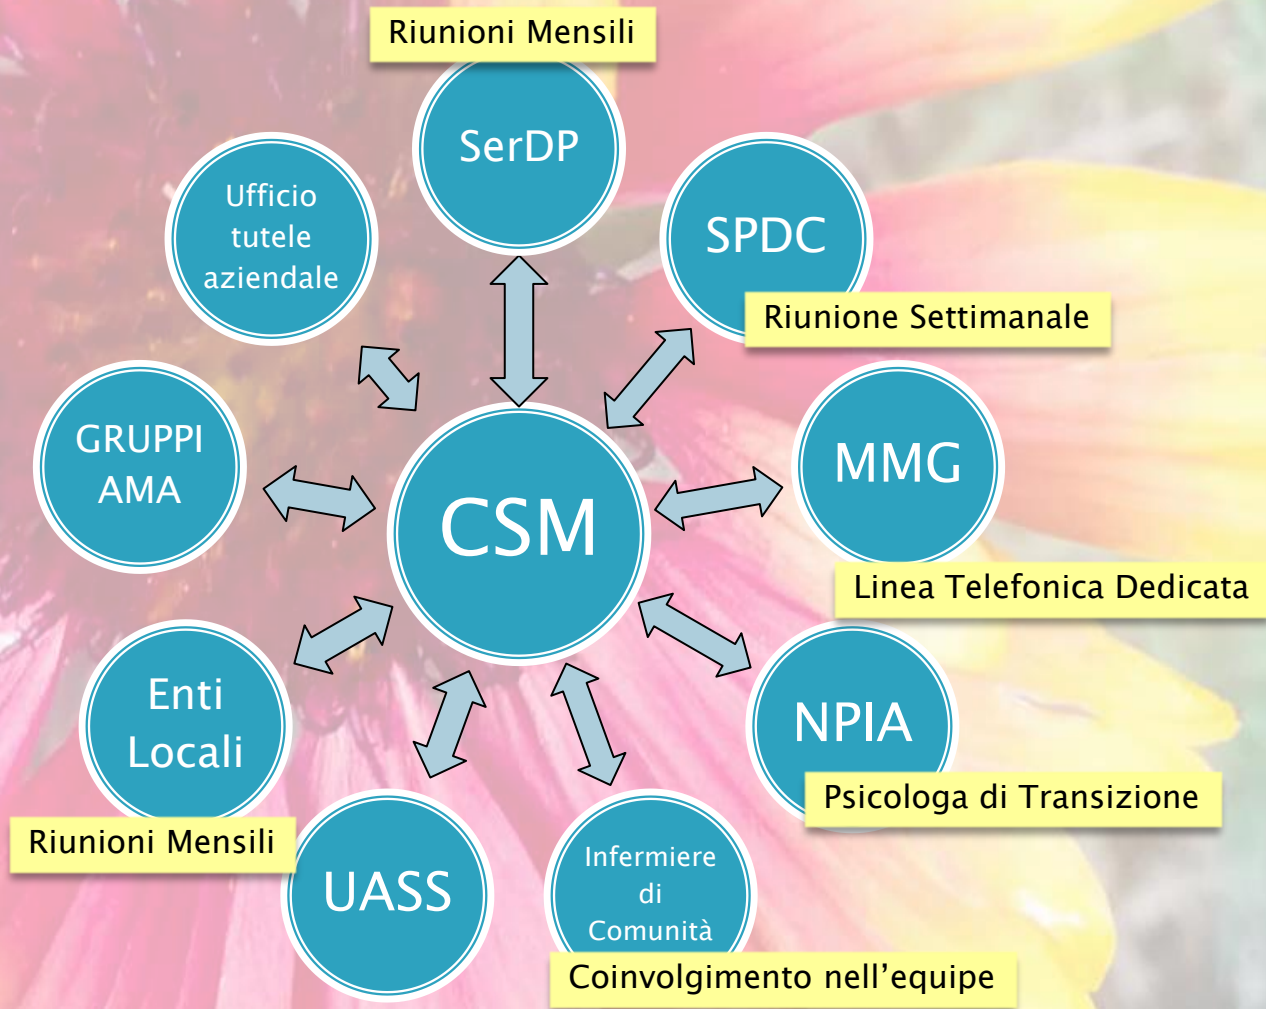 Riunioni Mensili
SerDP
Ufficio
tutele
aziendale
SPDC
Riunione Settimanale
GRUPPI
AMA
CSM
MMG
Linea Telefonica Dedicata
Enti
Locali
Riunioni Mensili
NPIA
Psicologa di Transizione
UASS
Infermiere
di
Comunità
Coinvolgimento nell’equipe